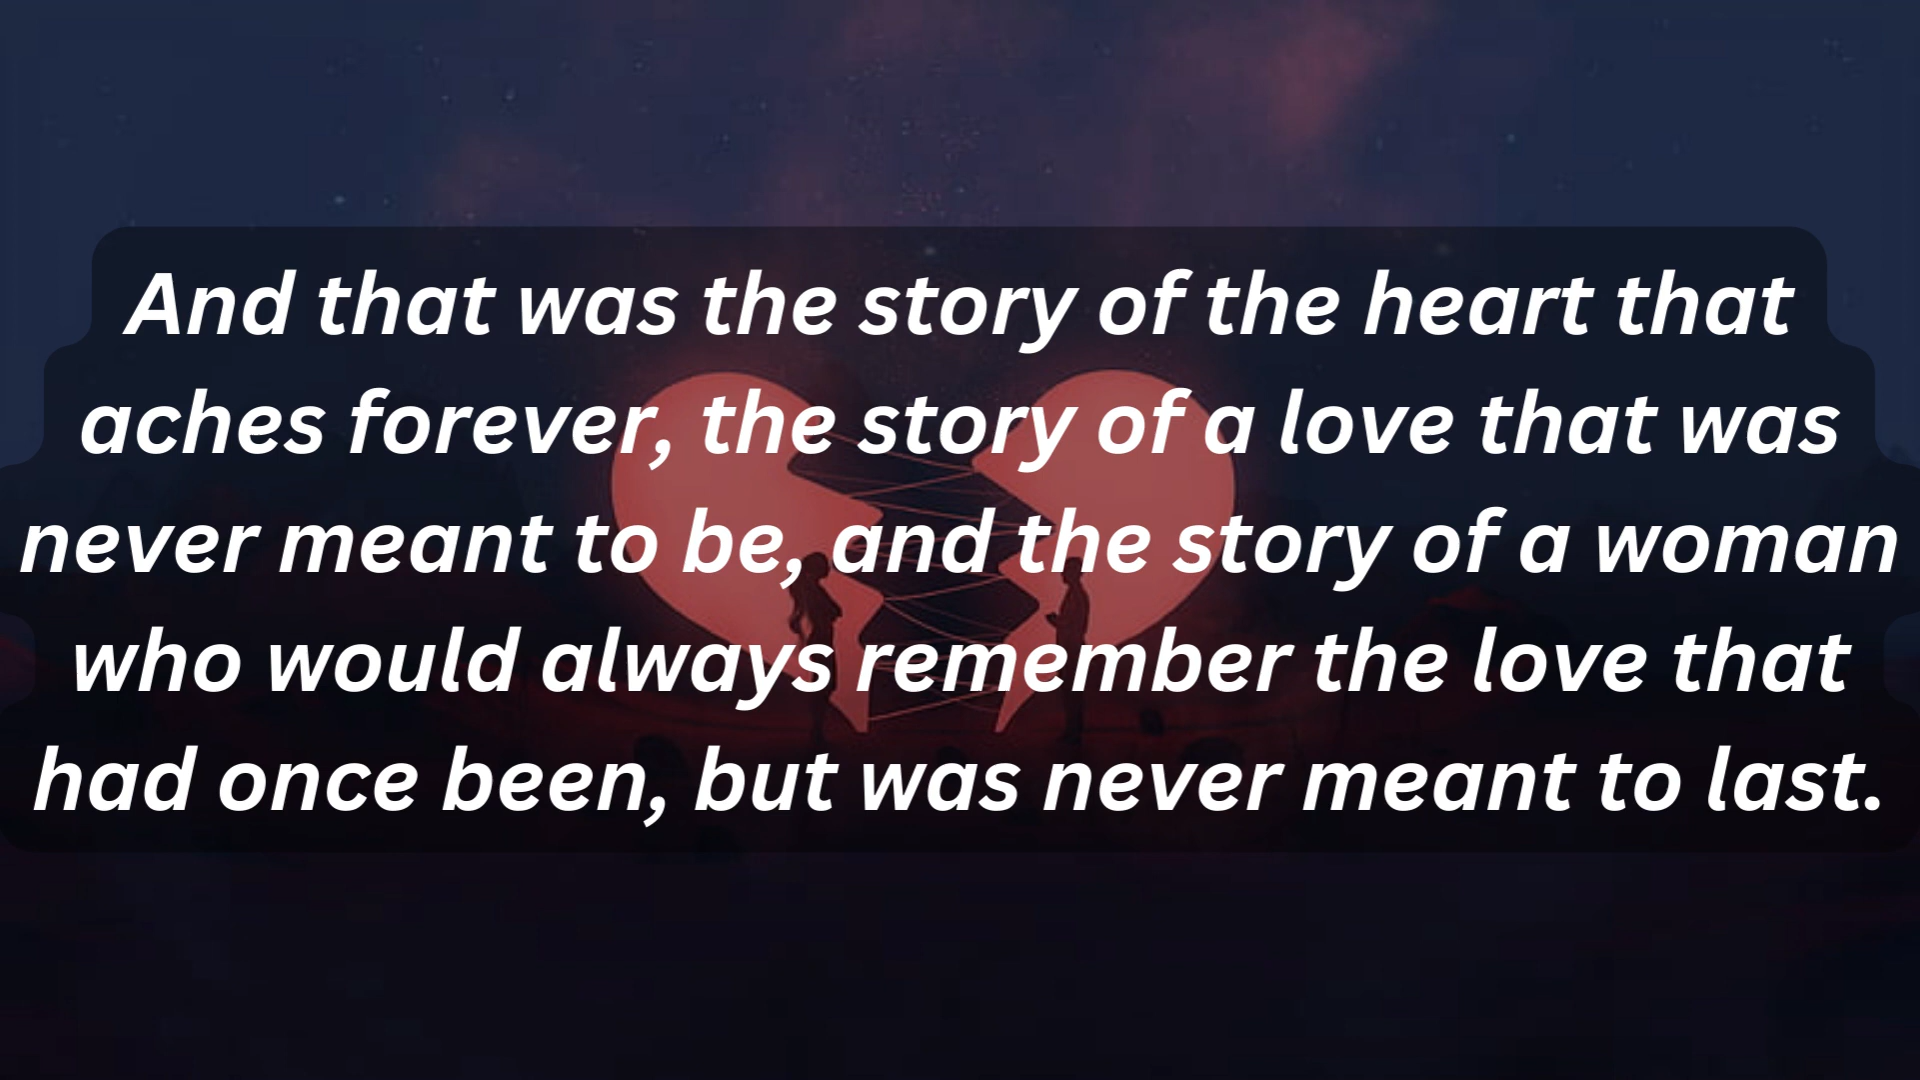 And that was the story of the heart that
aches forever, the story of a love that was
never meant to be, and the story of a woman
who would always remember the love that
had once been, but was never meant to last.